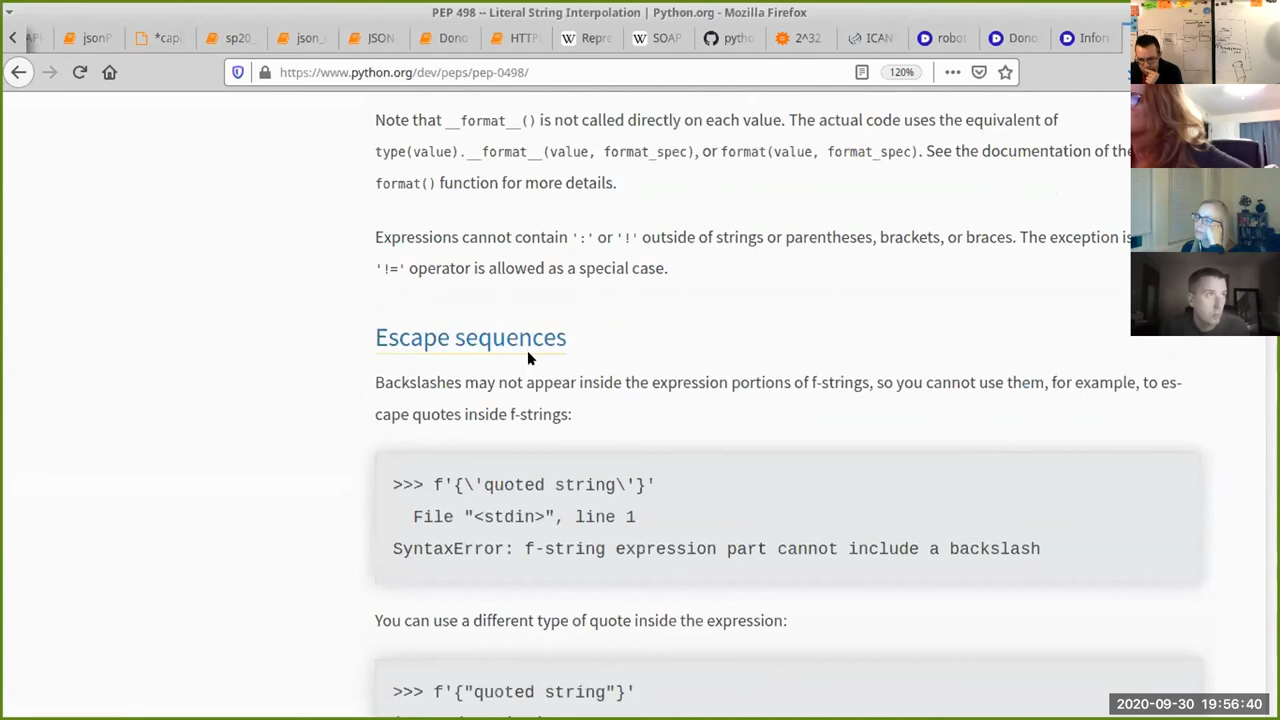 PEP 498 -- Literal String Interpolation | Python.org - Mozilla Firefox
API
jsonP
*cap
sp20_
json_
JSON
Dono
HTTP
Repre
SOAP
pytho
2^32
ICAN
robot
Dono
Infor
https://www.python.org/dev/peps/pep-0498/
120%
Note that __format__() is not called directly on each value. The actual code uses the equivalent of
type(value).__format__(value, format_spec), or format(value, format_spec). See the documentation of the
format() function for more details.
Expressions cannot contain ':' or '!' outside of strings or parentheses, brackets, or braces. The exception is
'!=' operator is allowed as a special case.
Escape sequences
Backslashes may not appear inside the expression portions of f-strings, so you cannot use them, for example, to es-
cape quotes inside f-strings:
>>> f'{\'quoted string\'}'
File "<stdin>", line 1
SyntaxError: f-string expression part cannot include a backslash
You can use a different type of quote inside the expression:
>>> f'{"quoted string"}'
2020-09-30 19:56:40